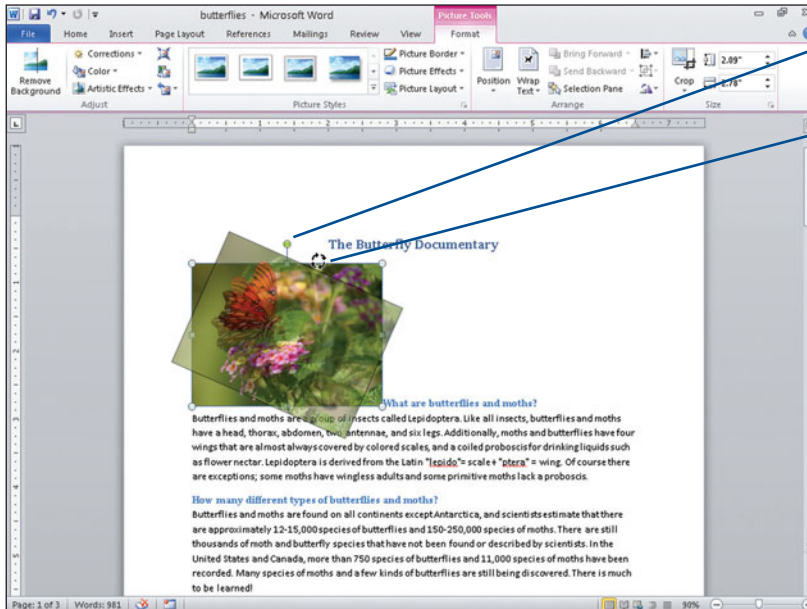 butterflies - Microsoft Word
Picture Tools
File Home Insert Page Layout References Mailings Review View Format
Remove Background
Corrections
Color
Artistic Effects
Adjust
Picture Styles
Picture Border
Picture Effects
Picture Layout
Position
Wrap Text
Bring Forward
Send Backward
Selection Pane
Arrange
Crop
2.09"
2.78"
Size
The Butterfly Documentary
What are butterflies and moths?
Butterflies and moths are a group of insects called Lepidoptera. Like all insects, butterflies and moths
have a head, thorax, abdomen, two antennae, and six legs. Additionally, moths and butterflies have four
wings that are almost always covered by colored scales, and a coiled proboscis for drinking liquids such
as flower nectar. Lepidoptera is derived from the Latin "lepido"= scale + "ptera" = wing. Of course there
are exceptions; some moths have wingless adults and some primitive moths lack a proboscis.
How many different types of butterflies and moths?
Butterflies and moths are found on all continents except Antarctica, and scientists estimate that there
are approximately 12-15,000 species of butterflies and 150-250,000 species of moths. There are still
thousands of moth and butterfly species that have not been found or described by scientists. In the
United States and Canada, more than 750 species of butterflies and 11,000 species of moths have been
recorded. Many species of moths and a few kinds of butterflies are still being discovered. There is much
to be learned!
Page: 1 of 3 Words: 981 90%